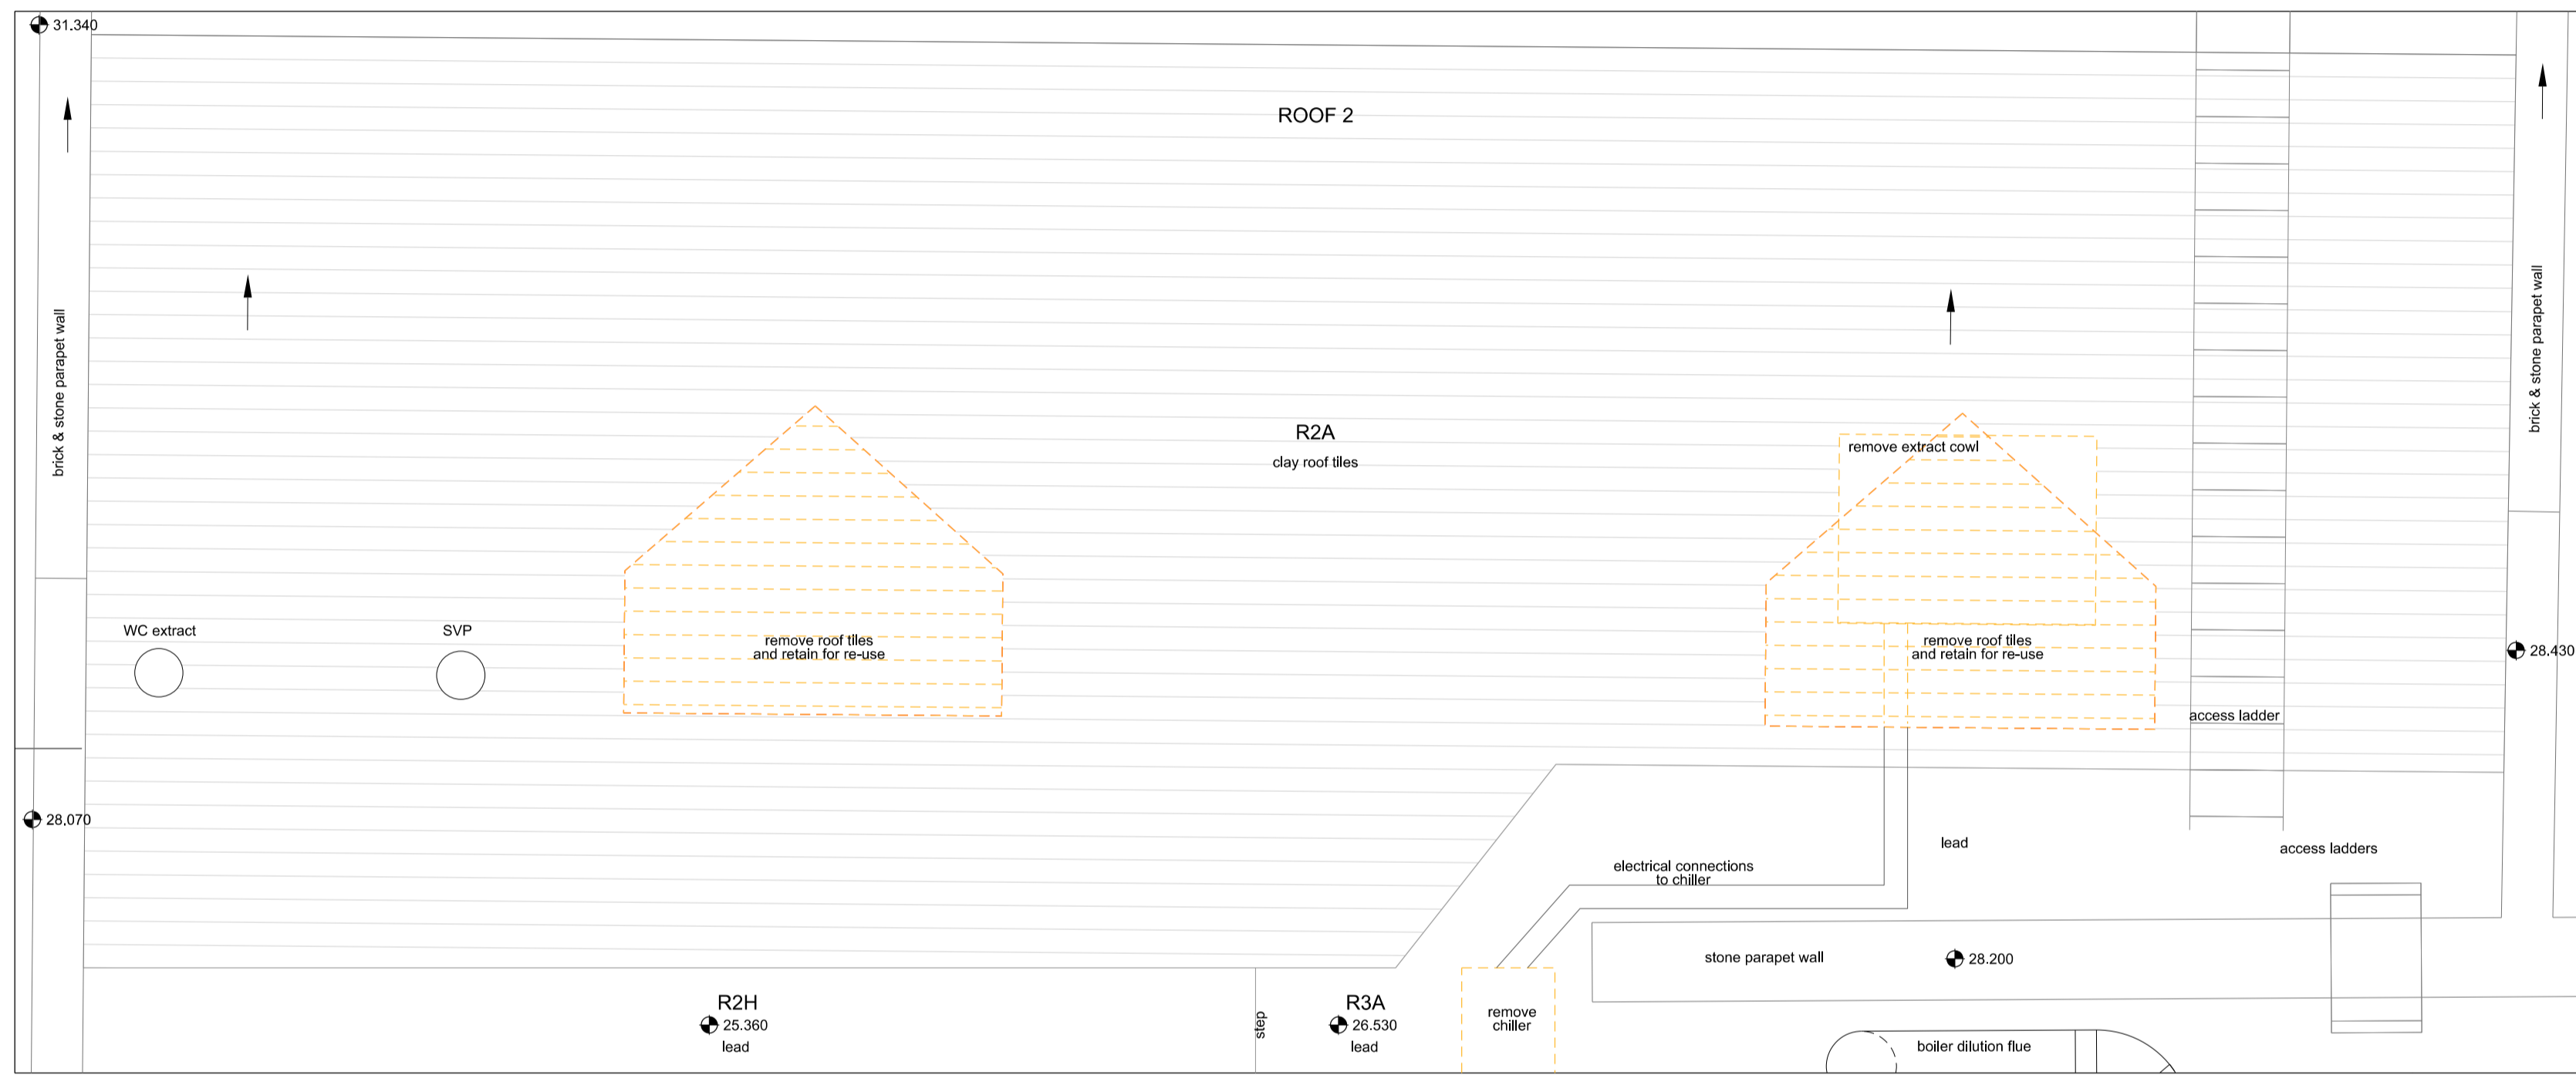 31.340
ROOF 2
brick & stone parapet wall
brick & stone parapet wall
R2A
clay roof tiles
remove extract cowl
WC extract
SVP
remove roof tiles
and retain for re-use
remove roof tiles
and retain for re-use
28.430
access ladder
28.070
lead
access ladders
electrical connections
to chiller
stone parapet wall
28.200
R2H
25.360
lead
step
R3A
26.530
lead
remove
chiller
boiler dilution flue